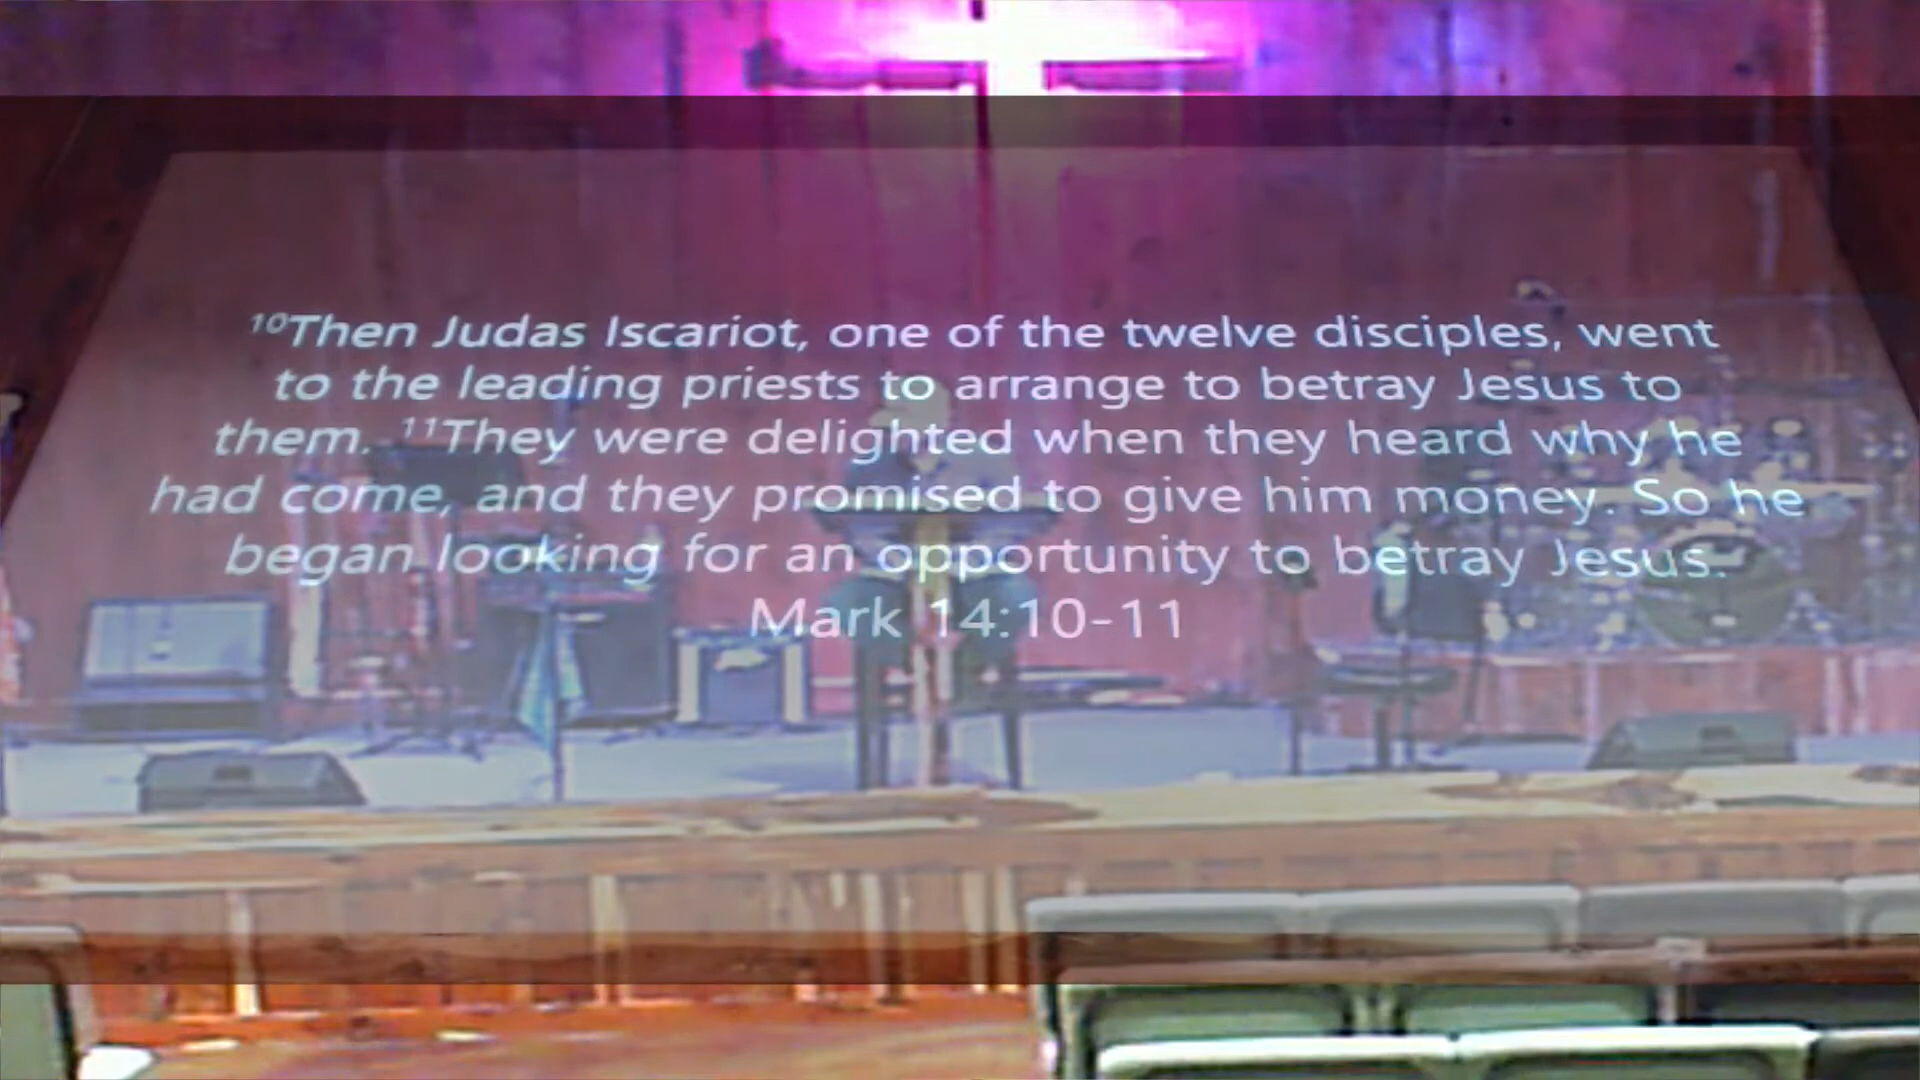 ¹⁰Then Judas Iscariot, one of the twelve disciples, went
to the leading priests to arrange to betray Jesus to
them. ¹¹They were delighted when they heard why he
had come, and they promised to give him money. So he
began looking for an opportunity to betray Jesus.
Mark 14:10-11